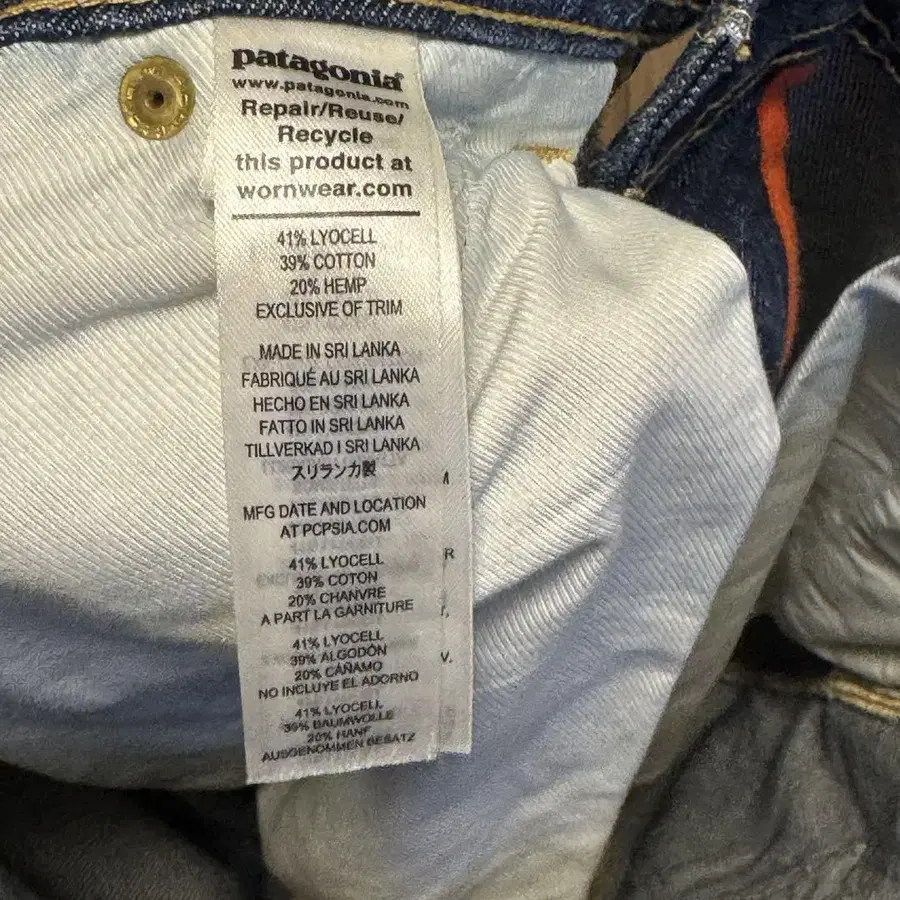 patagonia®
www.patagonia.com
Repair/Reuse/
Recycle
this product at
wornwear.com
41% LYOCELL
39% COTTON
20% HEMP
EXCLUSIVE OF TRIM
MADE IN SRI LANKA
FABRIQUÉ AU SRI LANKA
HECHO EN SRI LANKA
FATTO IN SRI LANKA
TILLVERKAD I SRI LANKA
スリランカ製
MFG DATE AND LOCATION
AT PCPSIA.COM
41% LYOCELL
39% COTON
20% CHANVRE
A PART LA GARNITURE
41% LYOCELL
39% ALGODÓN
20% CÁÑAMO
NO INCLUYE EL ADORNO
41% LYOCELL
39% BAUMWOLLE
20% HANF
AUSGENOMMEN BESATZ
R
V.